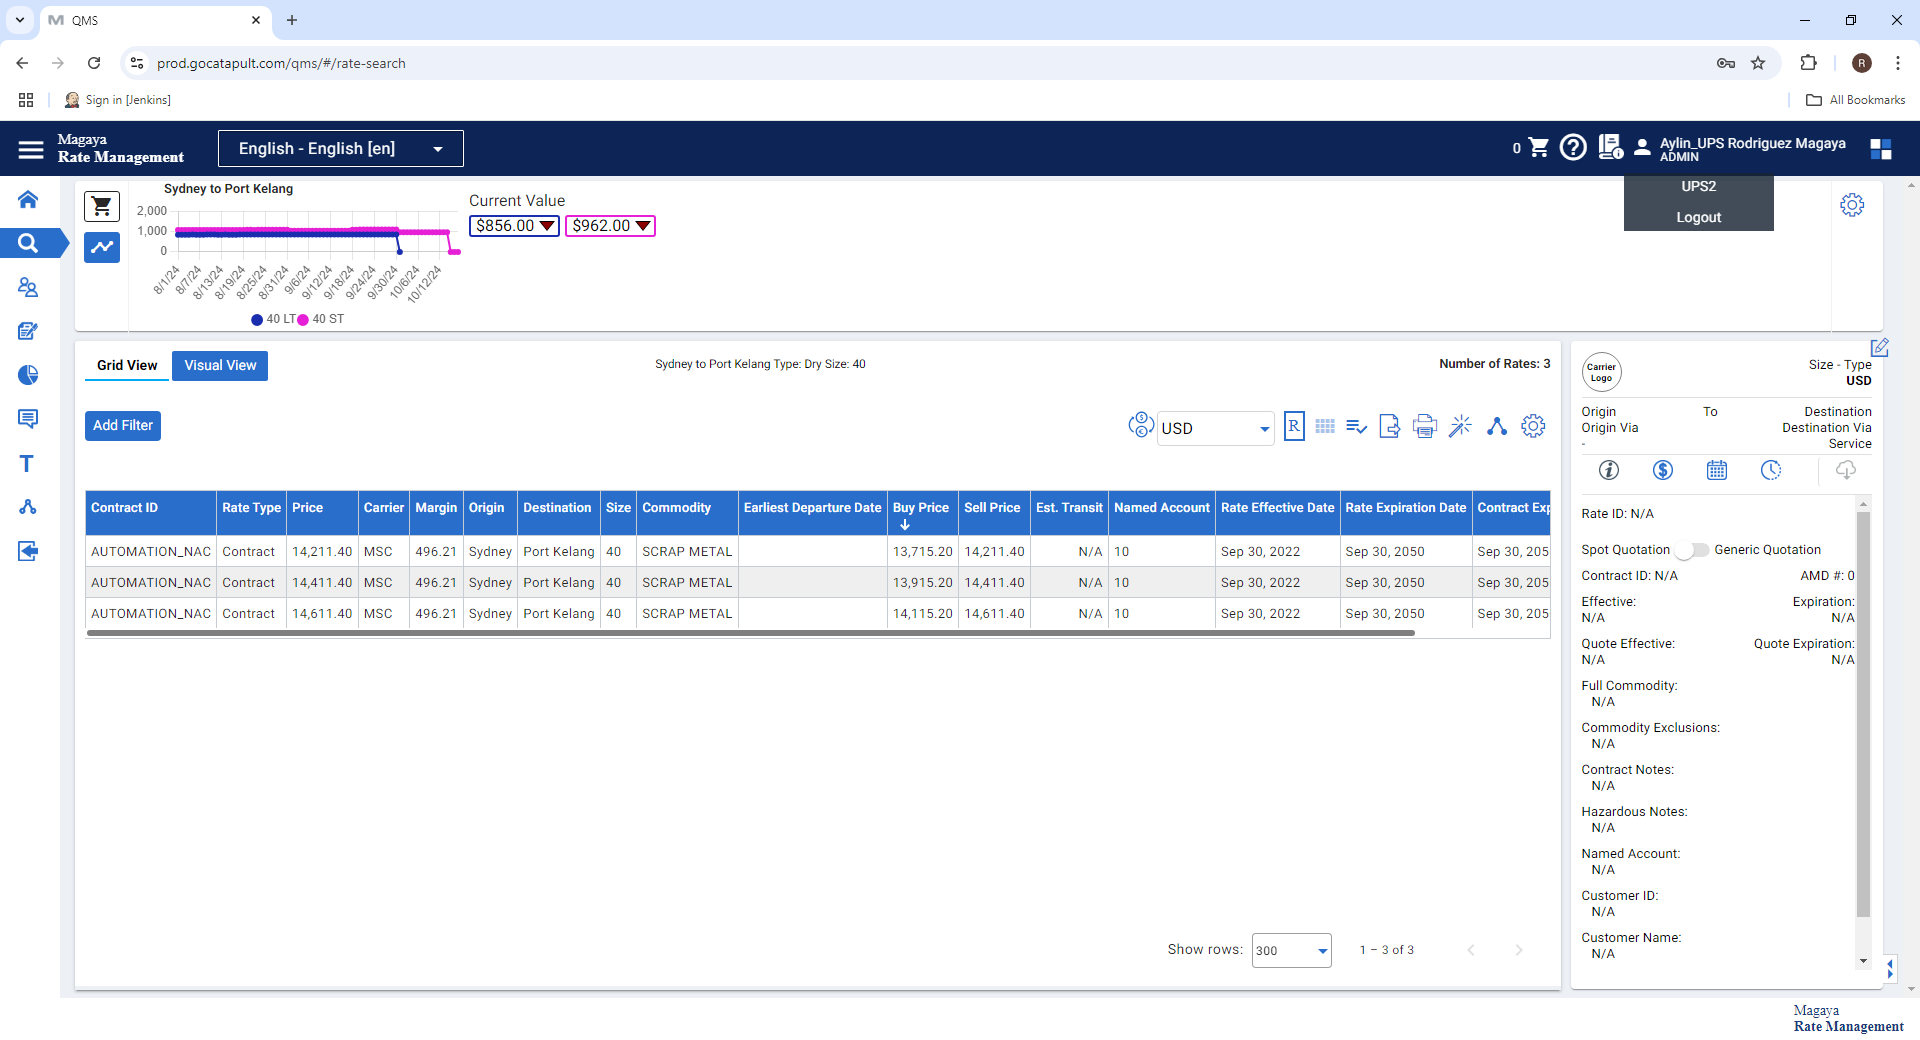 QMS
prod.gocatapult.com/qms/#/rate-search
R
Sign in [Jenkins]
All Bookmarks
Magaya
Rate Management
English - English [en]
0
Aylin_UPS Rodriguez Magaya
ADMIN
UPS2
Logout
Sydney to Port Kelang
2,000
1,000
0
8/1/24
8/7/24
8/13/24
8/19/24
8/25/24
8/31/24
9/6/24
9/12/24
9/18/24
9/24/24
9/30/24
10/6/24
10/12/24
40 LT 40 ST
Current Value
$856.00 $962.00
Grid View Visual View
Sydney to Port Kelang Type: Dry Size: 40
Number of Rates: 3
Add Filter
USD
R
Contract ID Rate Type Price Carrier Margin Origin Destination Size Commodity Earliest Departure Date Buy Price Sell Price Est. Transit Named Account Rate Effective Date Rate Expiration Date Contract Exp
AUTOMATION_NAC Contract 14,211.40 MSC 496.21 Sydney Port Kelang 40 SCRAP METAL 13,715.20 14,211.40 N/A 10 Sep 30, 2022 Sep 30, 2050 Sep 30, 205
AUTOMATION_NAC Contract 14,411.40 MSC 496.21 Sydney Port Kelang 40 SCRAP METAL 13,915.20 14,411.40 N/A 10 Sep 30, 2022 Sep 30, 2050 Sep 30, 205
AUTOMATION_NAC Contract 14,611.40 MSC 496.21 Sydney Port Kelang 40 SCRAP METAL 14,115.20 14,611.40 N/A 10 Sep 30, 2022 Sep 30, 2050 Sep 30, 205
Show rows: 300 1 – 3 of 3
Carrier
Logo
Size - Type
USD
Origin To Destination
Origin Via Destination Via
- Service
Rate ID: N/A
Spot Quotation Generic Quotation
Contract ID: N/A AMD #: 0
Effective: Expiration:
N/A N/A
Quote Effective: Quote Expiration:
N/A N/A
Full Commodity:
N/A
Commodity Exclusions:
N/A
Contract Notes:
N/A
Hazardous Notes:
N/A
Named Account:
N/A
Customer ID:
N/A
Customer Name:
N/A
Magaya
Rate Management